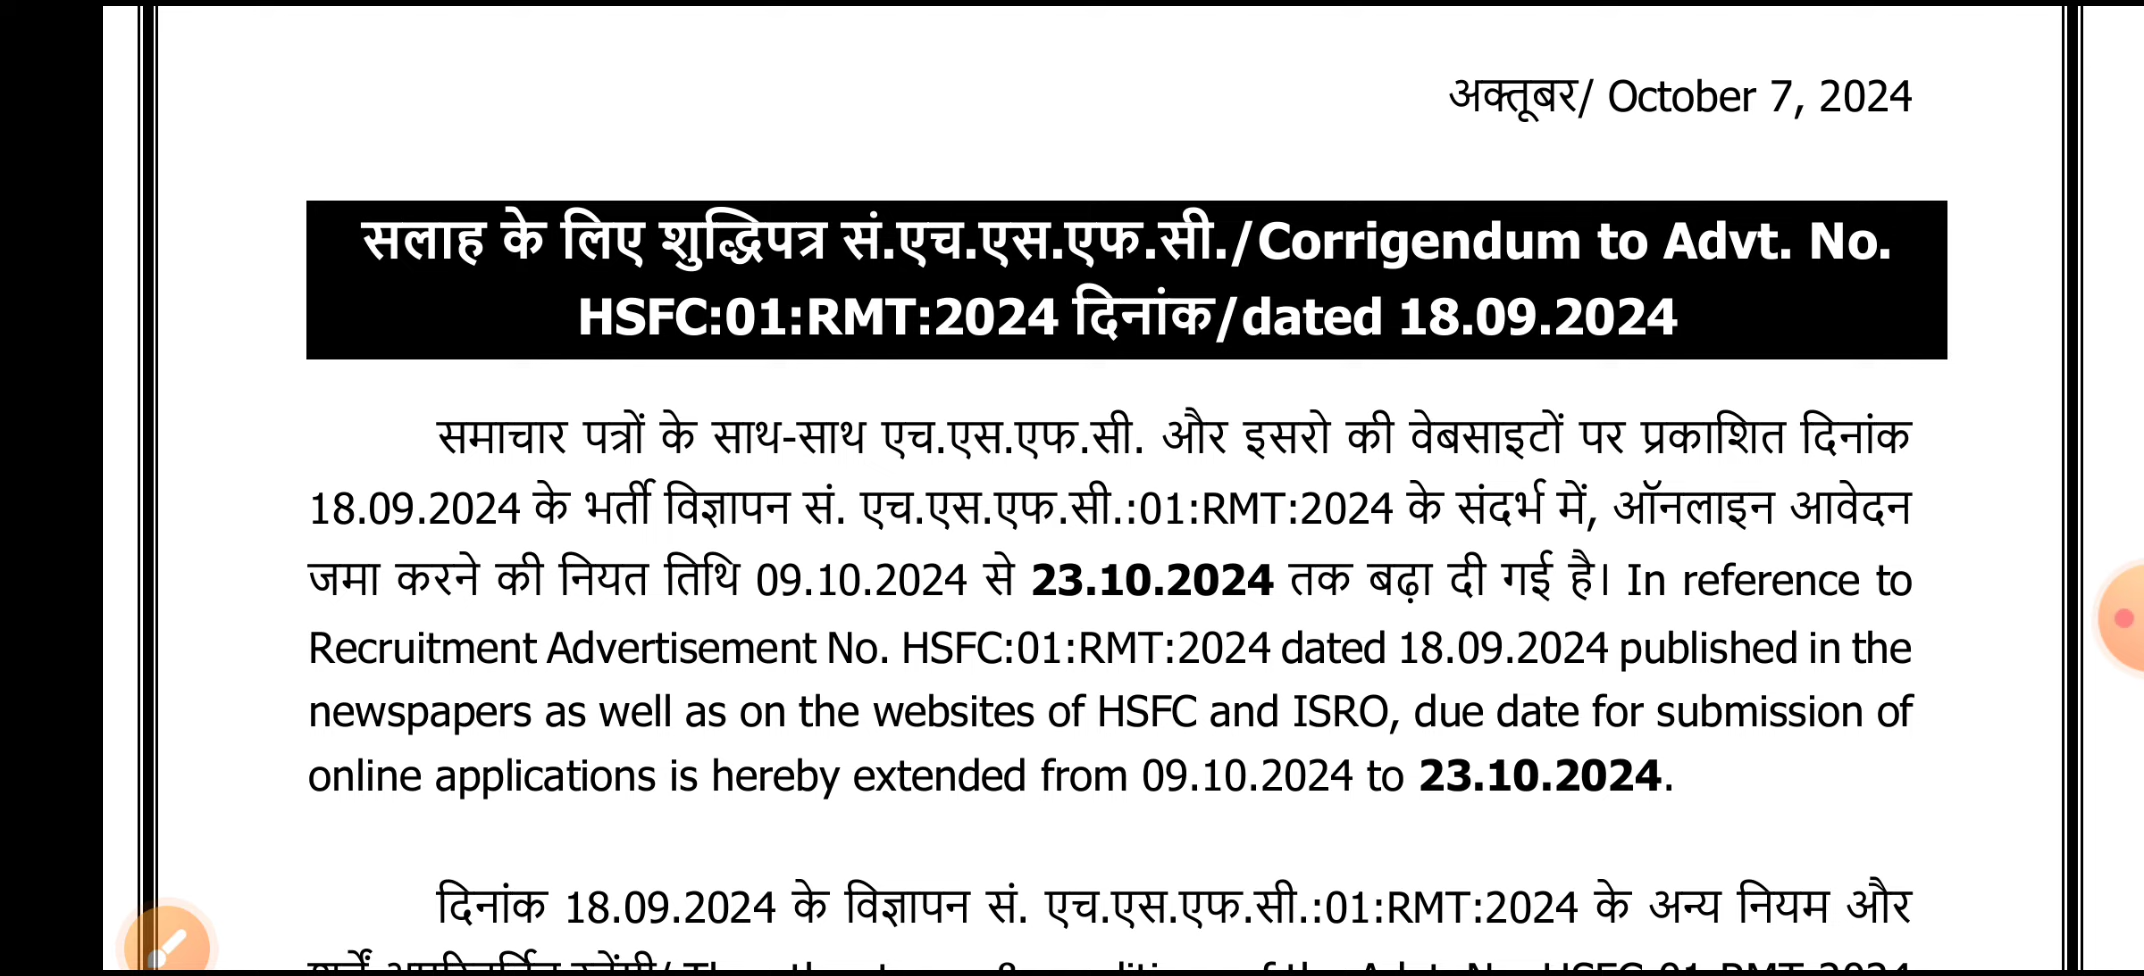 अक्तूबर/ October 7, 2024
सलाह के लिए शुद्धिपत्र सं.एच.एस.एफ.सी./Corrigendum to Advt. No.
HSFC:01:RMT:2024 दिनांक/dated 18.09.2024
समाचार पत्रों के साथ-साथ एच.एस.एफ.सी. और इसरो की वेबसाइटों पर प्रकाशित दिनांक
18.09.2024 के भर्ती विज्ञापन सं. एच.एस.एफ.सी.:01:RMT:2024 के संदर्भ में, ऑनलाइन आवेदन
जमा करने की नियत तिथि 09.10.2024 से 23.10.2024 तक बढ़ा दी गई है। In reference to
Recruitment Advertisement No. HSFC:01:RMT:2024 dated 18.09.2024 published in the
newspapers as well as on the websites of HSFC and ISRO, due date for submission of
online applications is hereby extended from 09.10.2024 to 23.10.2024.
दिनांक 18.09.2024 के विज्ञापन सं. एच.एस.एफ.सी.:01:RMT:2024 के अन्य नियम और